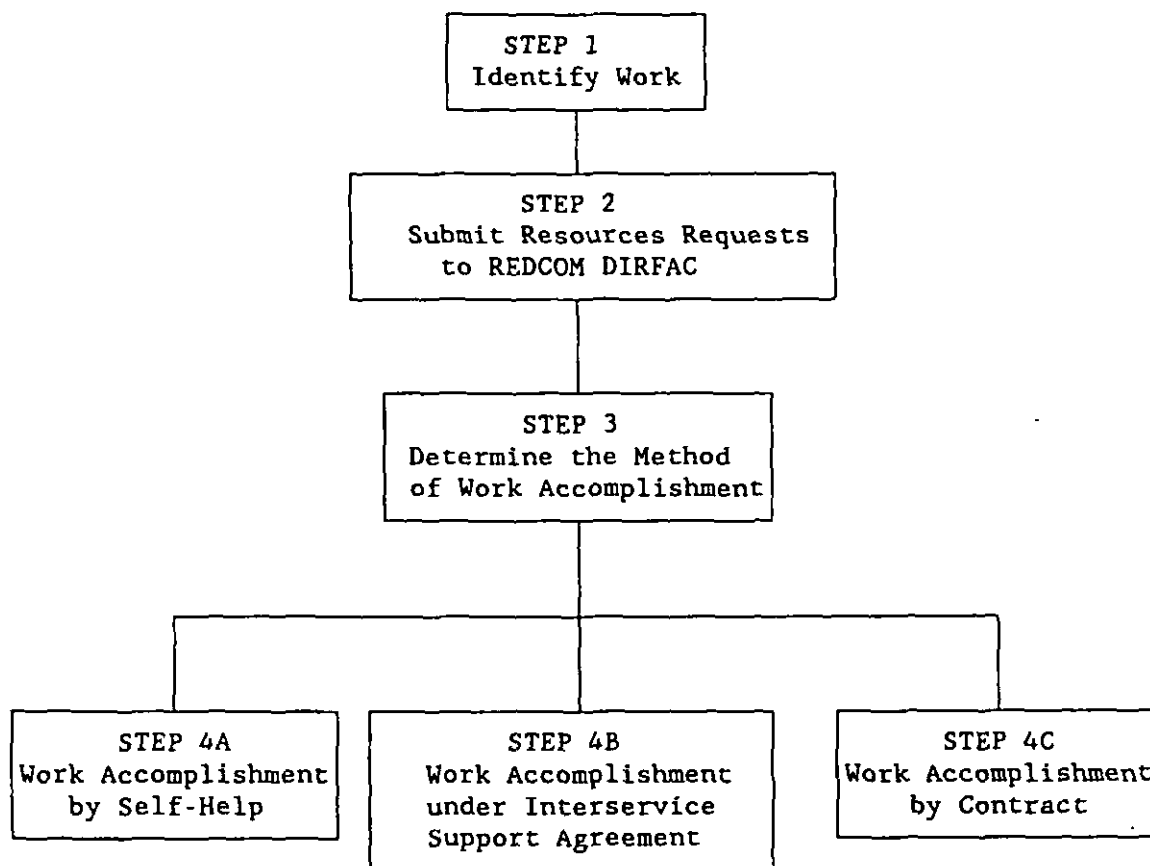 STEP 1
Identify Work
STEP 2
Submit Resources Requests
to REDCOM DIRFAC
STEP 3
Determine the Method
of Work Accomplishment
STEP 4A
Work Accomplishment
by Self-Help
STEP 4B
Work Accomplishment
under Interservice
Support Agreement
STEP 4C
Work Accomplishment
by Contract